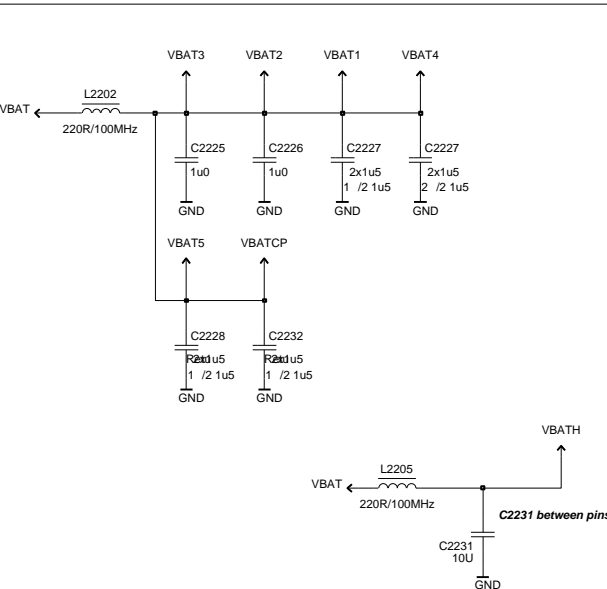 VBAT3 VBAT2 VBAT1 VBAT4
L2202
VBAT
220R/100MHz
C2225 C2226 C2227 C2227
1u0 1u0 2x1u5 2x1u5
1 /2 1u5 2 /2 1u5
GND GND GND GND
VBAT5 VBATCP
C2228 C2232
2x1u5 2x1u5
1 /2 1u5 1 /2 1u5
GND GND
VBATH
L2205
VBAT
220R/100MHz
C2231 between pins
C2231
10U
GND